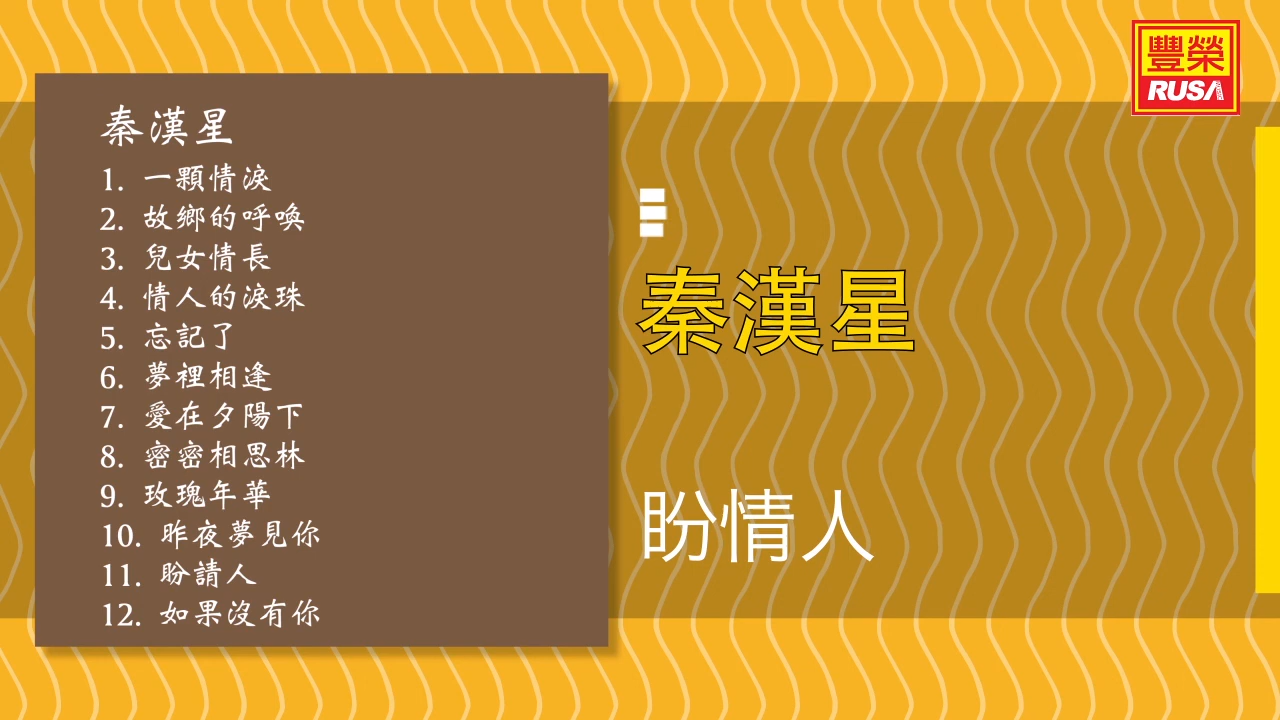 秦漢星
1. 一顆情淚
2. 故鄉的呼喚
3. 兒女情長
4. 情人的淚珠
5. 忘記了
6. 夢裡相逢
7. 愛在夕陽下
8. 密密相思林
9. 玫瑰年華
10. 昨夜夢見你
11. 盼請人
12. 如果沒有你
豐榮
RUSA
秦漢星
盼情人